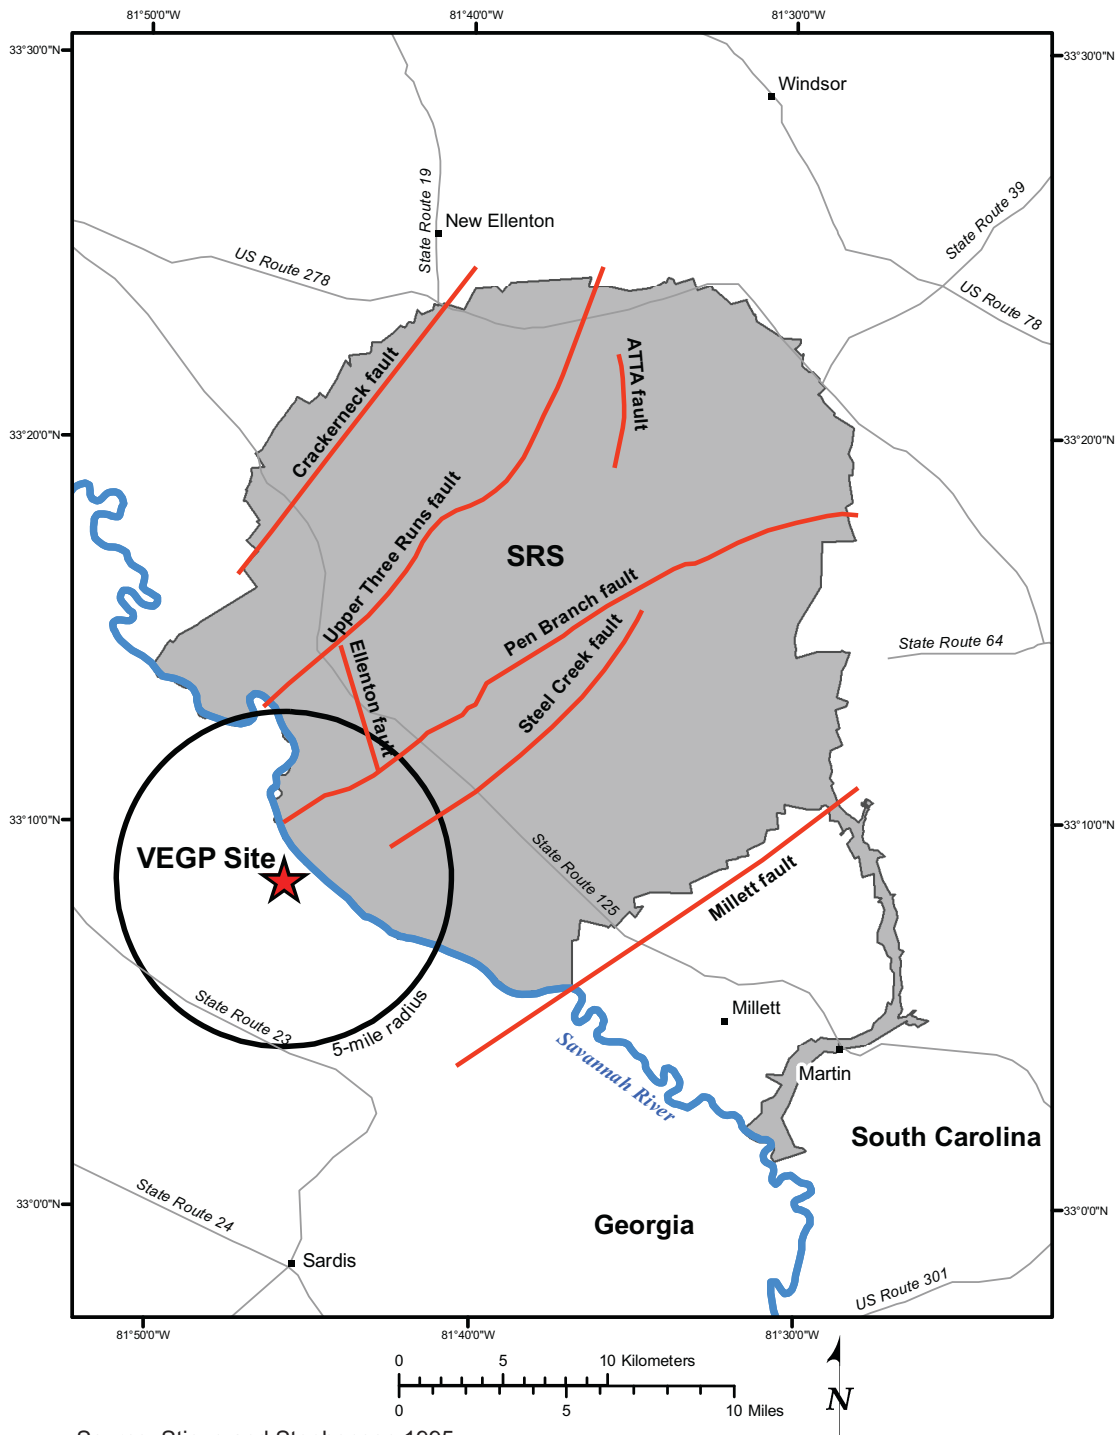 81°50'0"W
81°40'0"W
81°30'0"W
33°30'0"N
33°30'0"N
Windsor
State Route 19
State Route 39
New Ellenton
US Route 278
US Route 78
ATTA fault
Crackerneck fault
33°20'0"N
33°20'0"N
Upper Three Runs fault
SRS
Pen Branch fault
Steel Creek fault
Ellenton fault
State Route 64
33°10'0"N
33°10'0"N
VEGP Site
State Route 125
Millett fault
State Route 23
5-mile radius
Millett
Savannah River
Martin
South Carolina
State Route 24
33°0'0"N
33°0'0"N
Georgia
Sardis
US Route 301
81°50'0"W
81°40'0"W
81°30'0"W
0 5 10 Kilometers
0 5 10 Miles
N